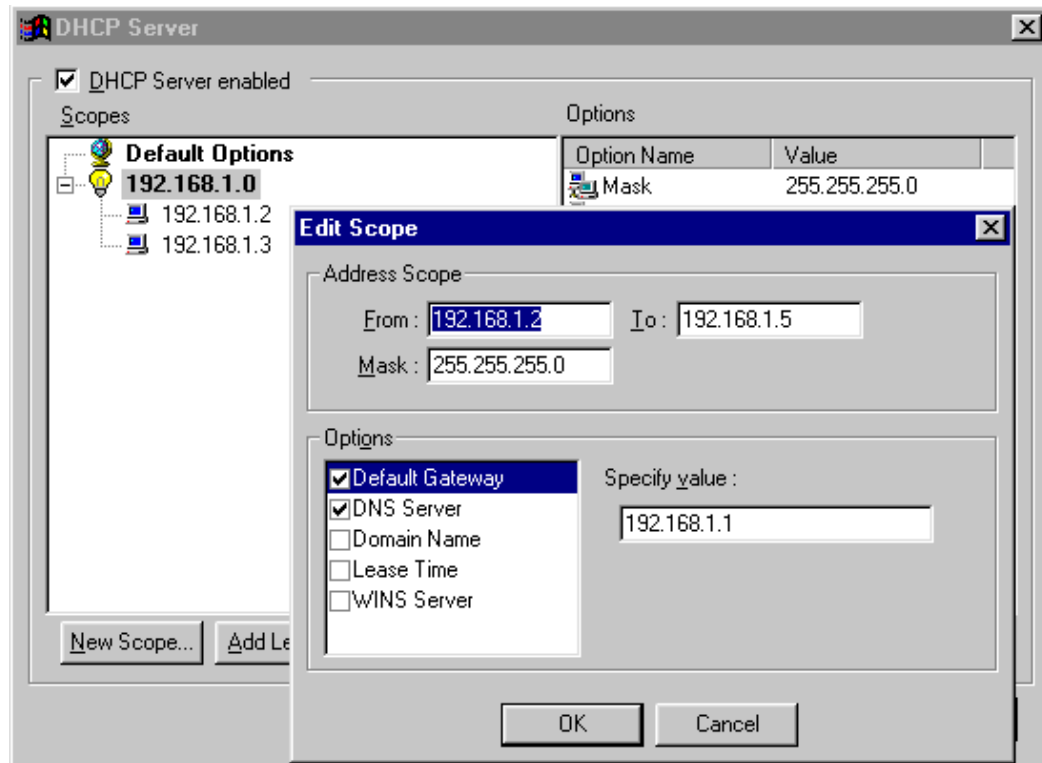 DHCP Server
DHCP Server enabled
Scopes
Options
Default Options
192.168.1.0
192.168.1.2
192.168.1.3
Option Name Value
Mask 255.255.255.0
Edit Scope
Address Scope
From : 192.168.1.2 To : 192.168.1.5
Mask : 255.255.255.0
Options
Default Gateway
DNS Server
Domain Name
Lease Time
WINS Server
Specify value :
192.168.1.1
New Scope... Add Le
OK Cancel